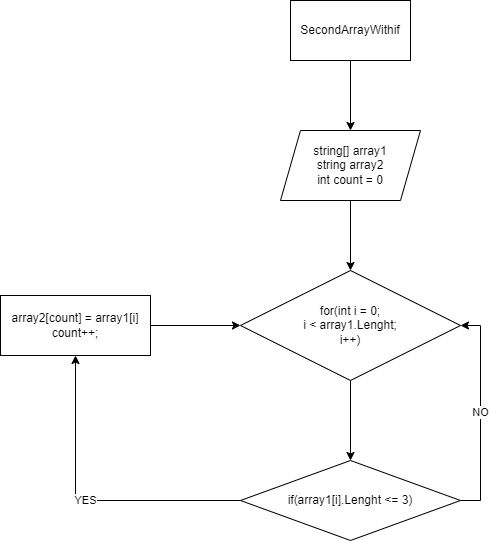 SecondArrayWithif
string[] array1
string array2
int count = 0
for(int i = 0;
i < array1.Lenght;
i++)
array2[count] = array1[i]
count++;
NO
YES
if(array1[i].Lenght <= 3)